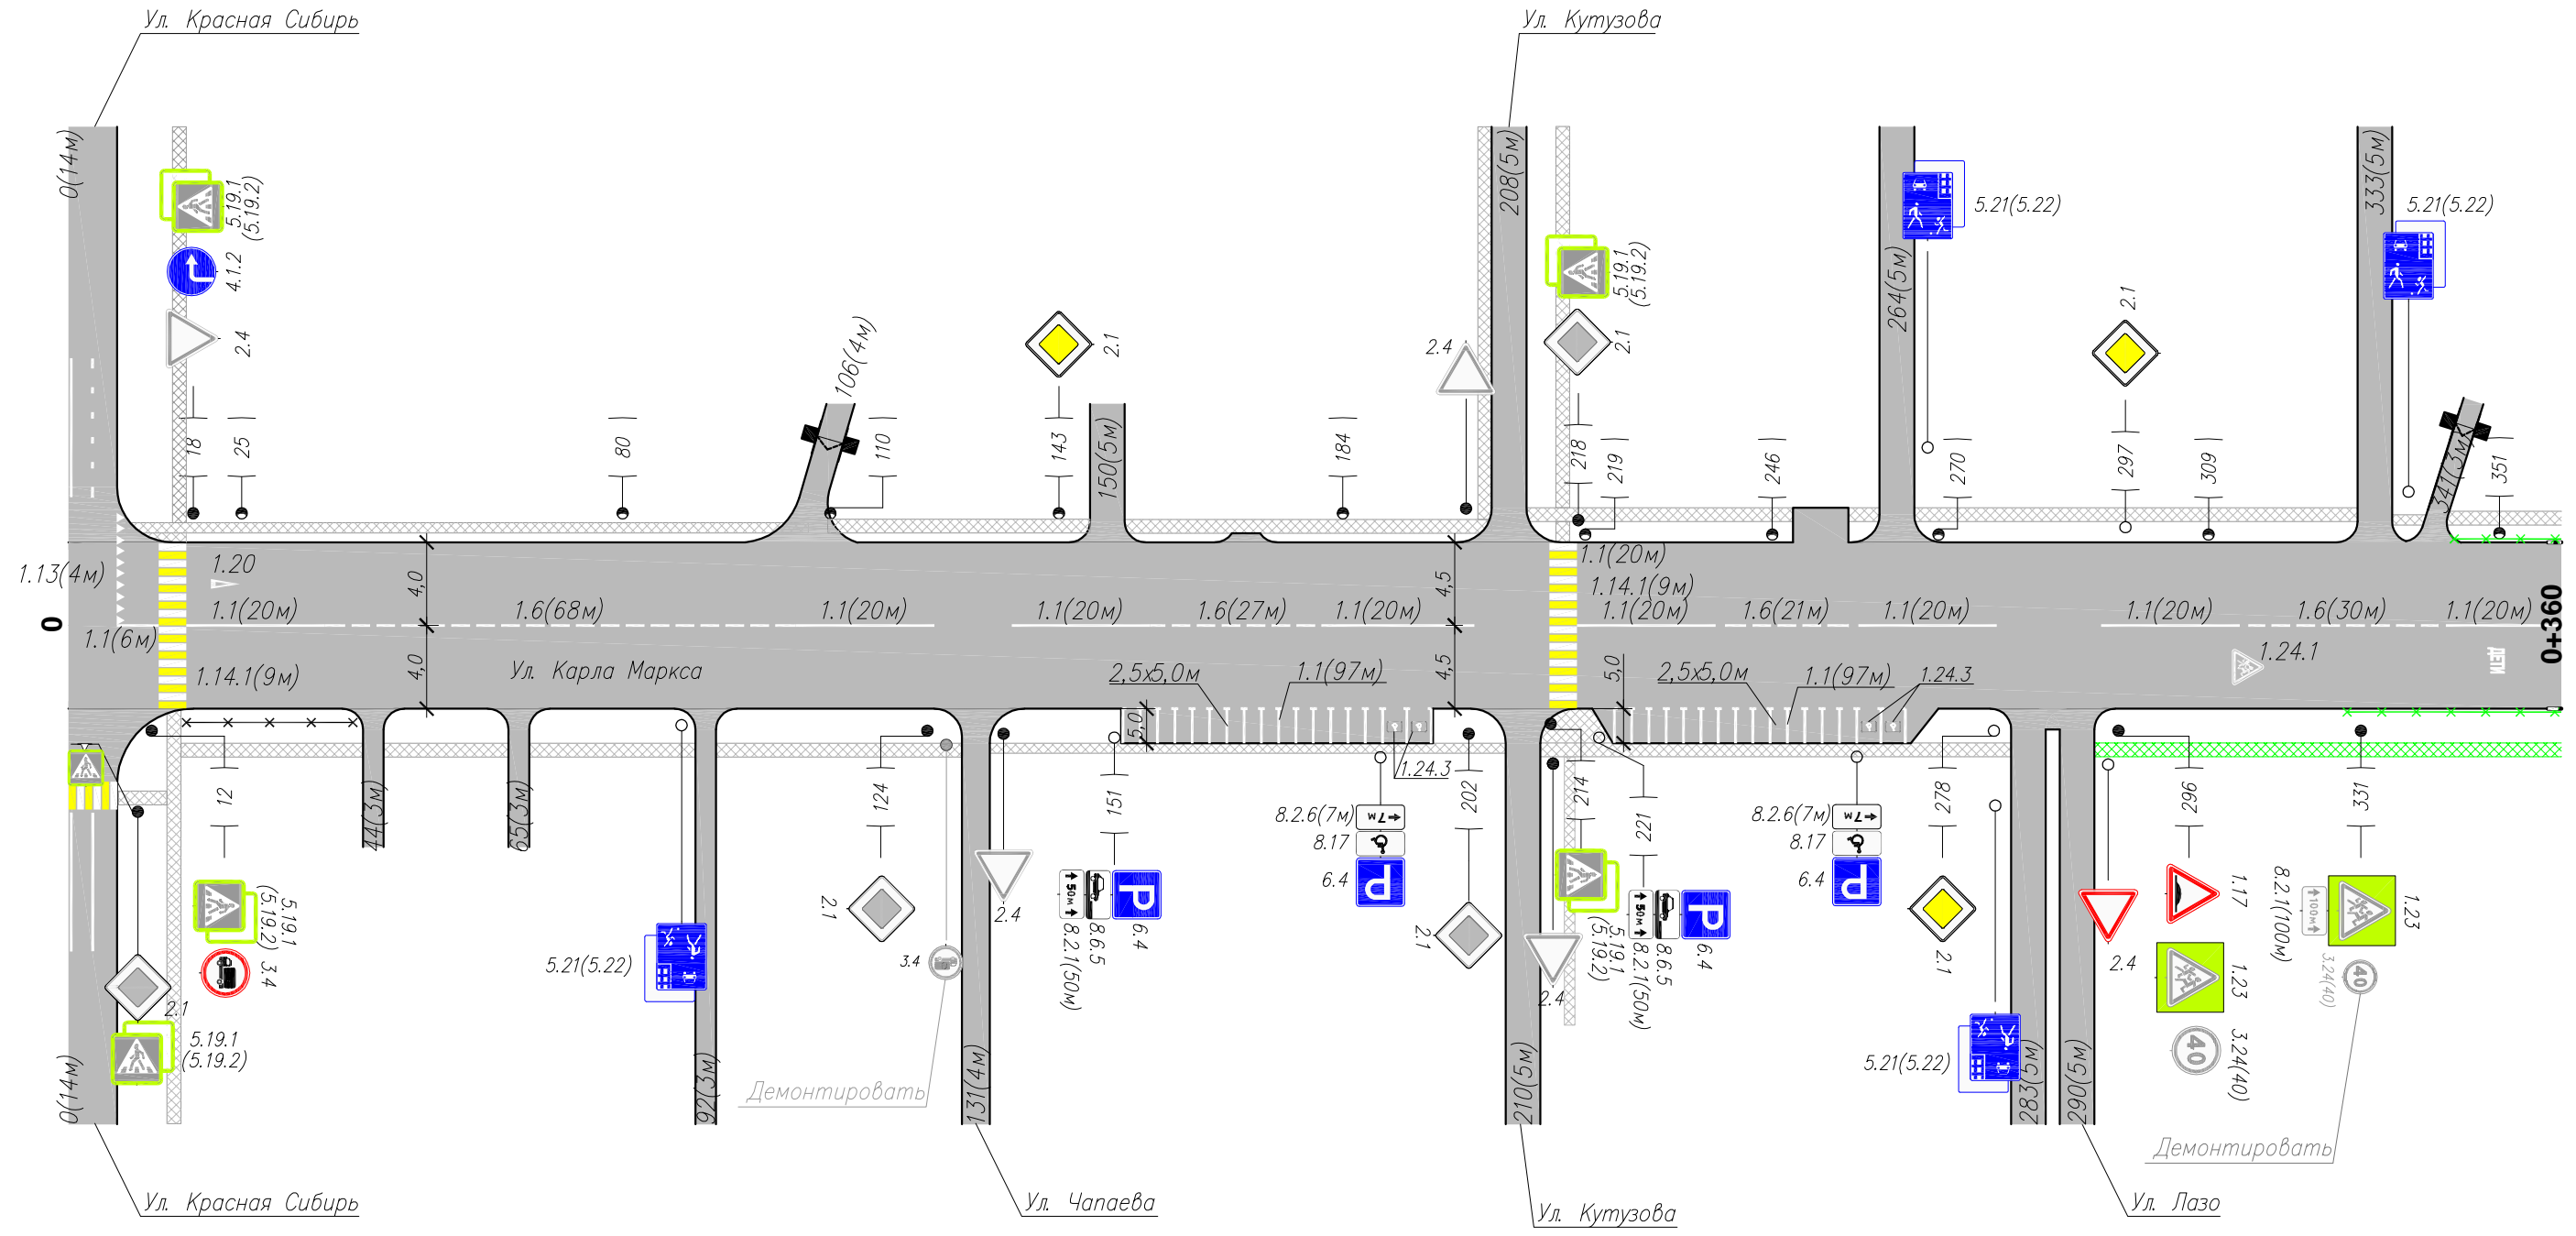 Ул. Красная Сибирь
Ул. Кутузова
0(14м)
5.19.1
(5.19.2)
4.1.2
2.4
18
25
80
106(4м)
110
2.1
143
150(5м)
184
2.4
208(5м)
5.19.1
(5.19.2)
2.1
218
219
246
264(5м)
5.21(5.22)
270
2.1
297
309
333(5м)
5.21(5.22)
341(3м)
351
1.13(4м)
1.20
0
1.1(6м)
1.1(20м)
4,0
1.6(68м)
1.1(20м)
1.1(20м)
1.6(27м)
1.1(20м)
4,5
1.1(20м)
1.14.1(9м)
1.1(20м)
1.6(21м)
1.1(20м)
1.1(20м)
1.6(30м)
1.1(20м)
0+360
1.14.1(9м)
4,0
Ул. Карла Маркса
2,5х5,0м
1.1(97м)
4,5
5,0
2,5х5,0м
1.1(97м)
1.24.3
1.24.1
ДЕТИ
5,0
1.24.3
12
44(3м)
65(3м)
92(3м)
124
131(4м)
151
202
214
221
278
296
331
2.1
5.19.1
(5.19.2)
5.19.1
(5.19.2)
3.4
5.21(5.22)
2.1
3.4
Демонтировать
2.4
50м
8.2.1(50м)
8.6.5
P
6.4
8.2.6(7м)
7м
8.17
6.4
P
2.1
210(5м)
2.4
5.19.1
(5.19.2)
50м
8.2.1(50м)
8.6.5
P
6.4
8.2.6(7м)
7м
8.17
6.4
P
2.1
5.21(5.22)
283(5м)
290(5м)
2.4
1.17
1.23
40
3.24(40)
8.2.1(100м)
100м
1.23
3.24(40)
40
Демонтировать
0(14м)
Ул. Красная Сибирь
Ул. Чапаева
Ул. Кутузова
Ул. Лазо